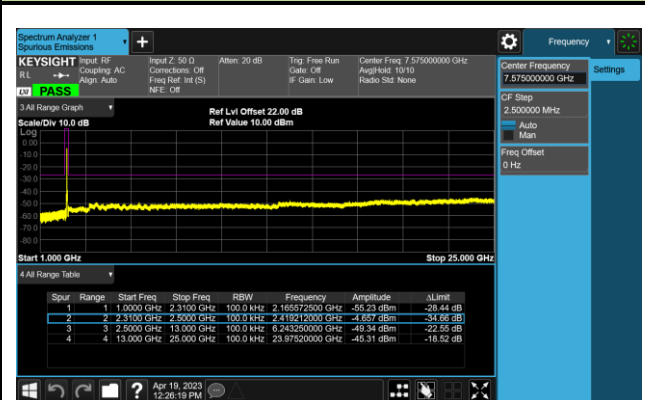 Spectrum Analyzer 1
Spurious Emissions
Frequency
KEYSIGHT
RL
LXI PASS
Input: RF
Coupling: AC
Align: Auto
Input Z: 50 Ω
Corrections: Off
Freq Ref: Int (S)
NFE: Off
Atten: 20 dB
Trig: Free Run
Gate: Off
IF Gain: Low
Center Freq: 7.575000000 GHz
Avg|Hold: 10/10
Radio Std: None
Center Frequency
7.575000000 GHz
Settings
CF Step
2.500000 MHz
Auto
Man
Freq Offset
0 Hz
3 All Range Graph
Scale/Div 10.0 dB
Ref Lvl Offset 22.00 dB
Ref Value 10.00 dBm
Log
0.00
-10.0
-20.0
-30.0
-40.0
-50.0
-60.0
-70.0
-80.0
Start 1.000 GHz
Stop 25.000 GHz
4 All Range Table
Spur Range Start Freq Stop Freq RBW Frequency Amplitude ΔLimit
1 1 1.0000 GHz 2.3100 GHz 100.0 kHz 2.165572500 GHz -55.23 dBm -28.44 dB
2 2 2.3100 GHz 2.5000 GHz 100.0 kHz 2.419212000 GHz -4.657 dBm -34.66 dB
3 3 2.5000 GHz 13.000 GHz 100.0 kHz 6.243250000 GHz -49.34 dBm -22.55 dB
4 4 13.000 GHz 25.000 GHz 100.0 kHz 23.97520000 GHz -45.31 dBm -18.52 dB
Apr 19, 2023
12:26:19 PM